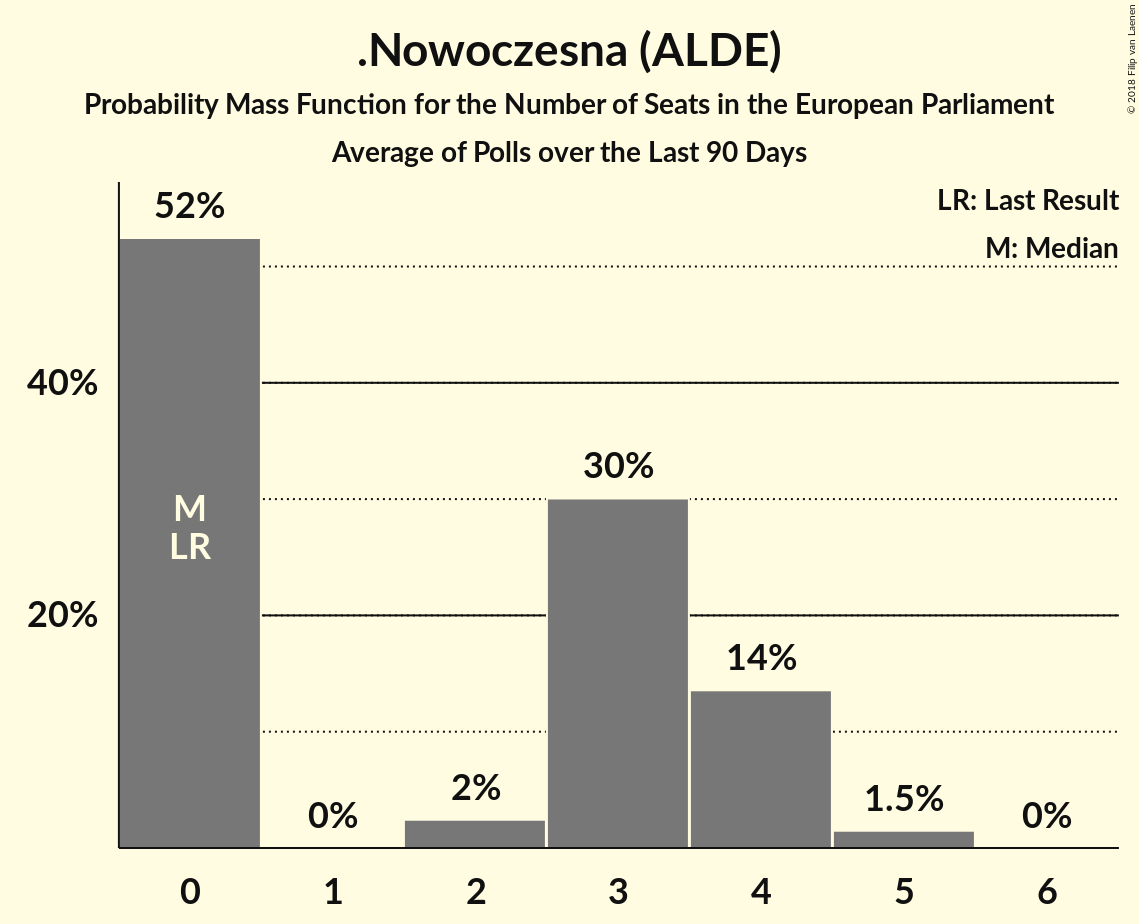 .Nowoczesna (ALDE)
Probability Mass Function for the Number of Seats in the European Parliament
Average of Polls over the Last 90 Days
© 2018 Filip van Laenen
LR: Last Result
M: Median
52%
40%
30%
20%
14%
2%
1.5%
0%
0%
M
LR
0 1 2 3 4 5 6